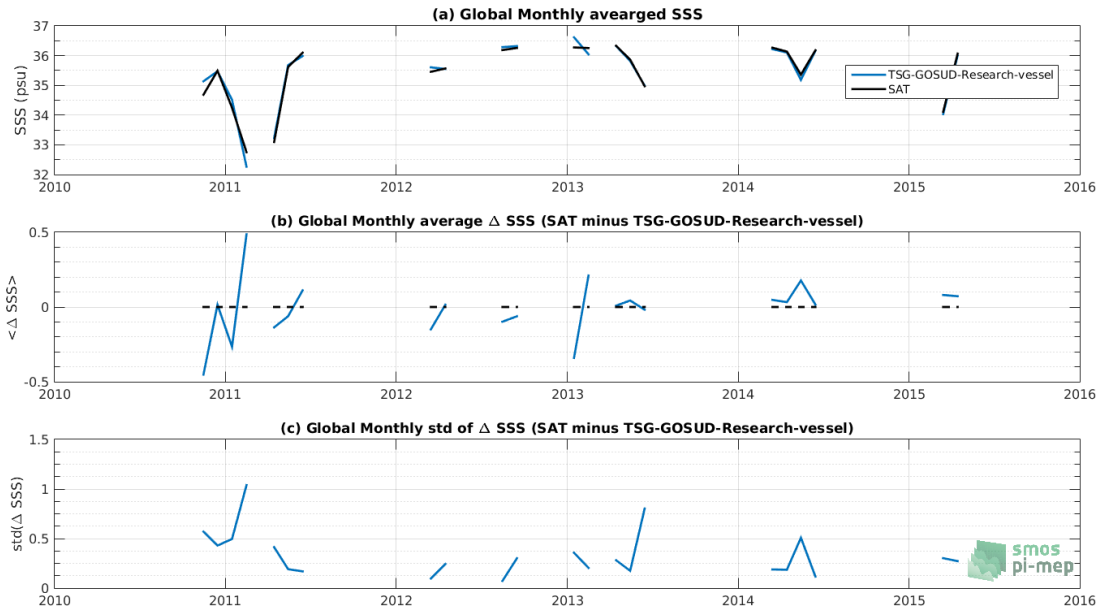 (a) Global Monthly avearged SSS
37
36
35
34
33
32
SSS (psu)
TSG-GOSUD-Research-vessel
SAT
2010 2011 2012 2013 2014 2015 2016
(b) Global Monthly average Δ SSS (SAT minus TSG-GOSUD-Research-vessel)
0.5
0
-0.5
<Δ SSS>
2010 2011 2012 2013 2014 2015 2016
(c) Global Monthly std of Δ SSS (SAT minus TSG-GOSUD-Research-vessel)
1.5
1
0.5
0
std(Δ SSS)
smos
pi-mep
2010 2011 2012 2013 2014 2015 2016